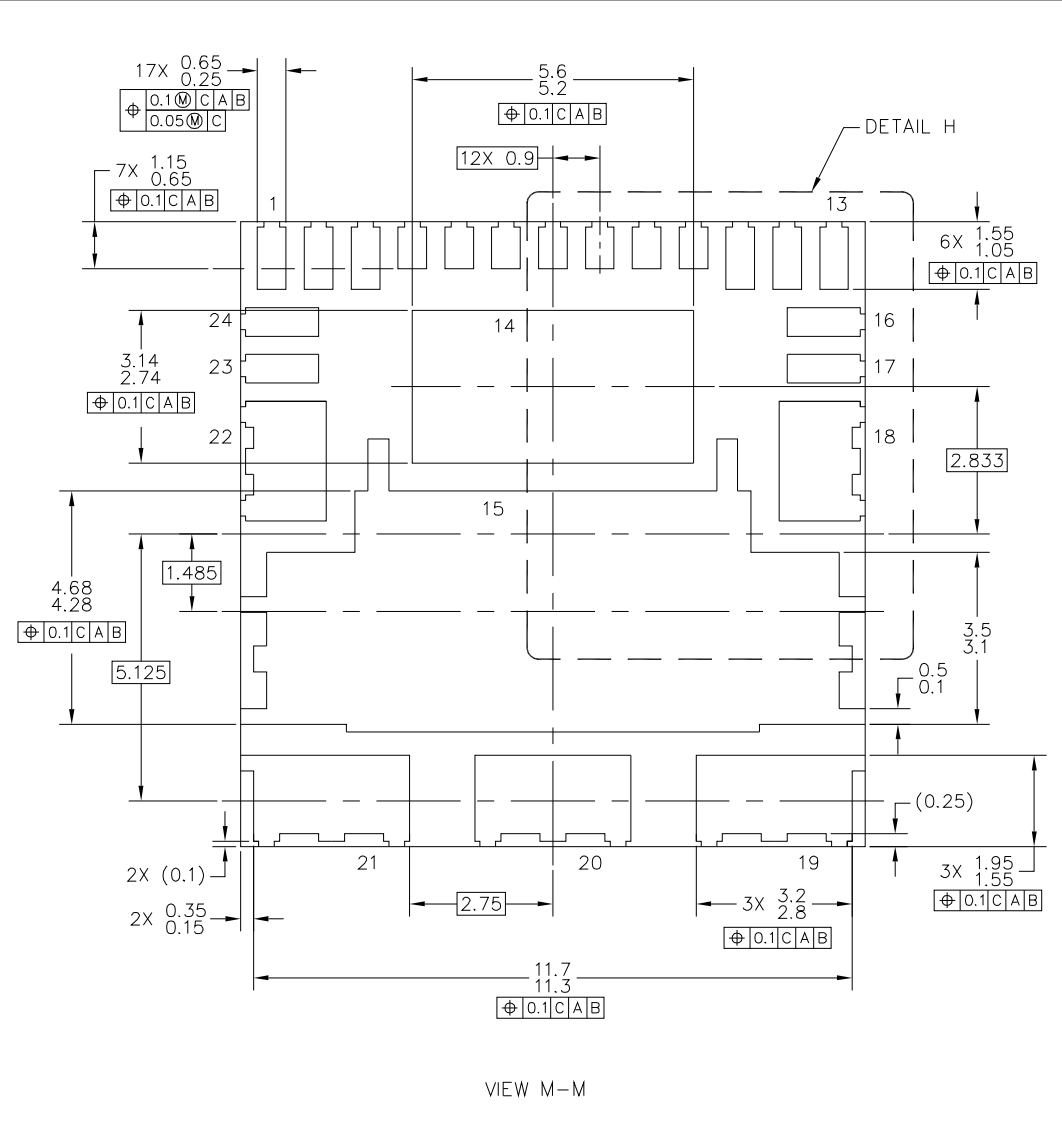 17X 0.65
0.25
⌖ 0.1 Ⓜ C A B
0.05 Ⓜ C
5.6
5.2
⌖ 0.1 C A B
DETAIL H
12X 0.9
7X 1.15
0.65
⌖ 0.1 C A B
1
13
6X 1.55
1.05
⌖ 0.1 C A B
24
14
16
3.14
2.74
⌖ 0.1 C A B
23
17
22
18
2.833
15
1.485
4.68
4.28
⌖ 0.1 C A B
3.5
3.1
5.125
0.5
0.1
(0.25)
21
20
19
2X (0.1)
3X 1.95
1.55
⌖ 0.1 C A B
2X 0.35
0.15
2.75
3X 3.2
2.8
⌖ 0.1 C A B
11.7
11.3
⌖ 0.1 C A B
VIEW M-M